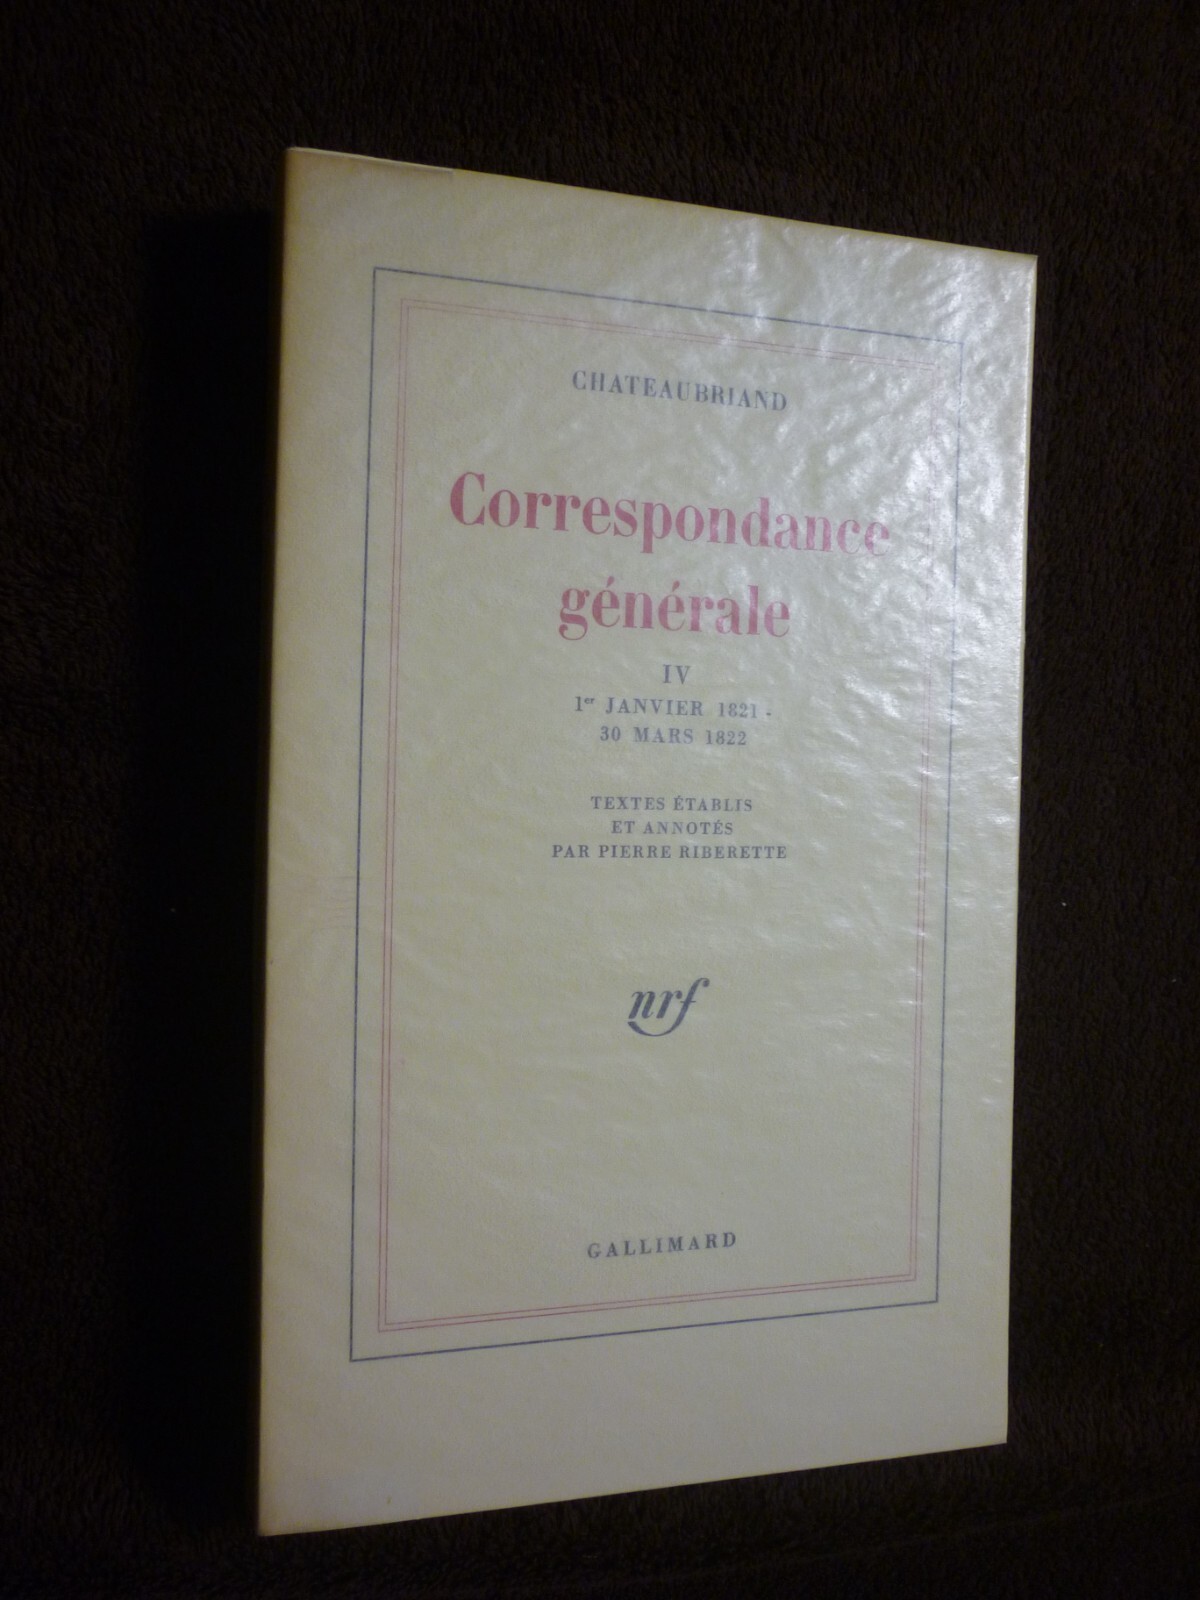 CHATEAUBRIAND
Correspondance
générale
IV
1er JANVIER 1821 -
30 MARS 1822
TEXTES ÉTABLIS
ET ANNOTÉS
PAR PIERRE RIBERETTE
nrf
GALLIMARD